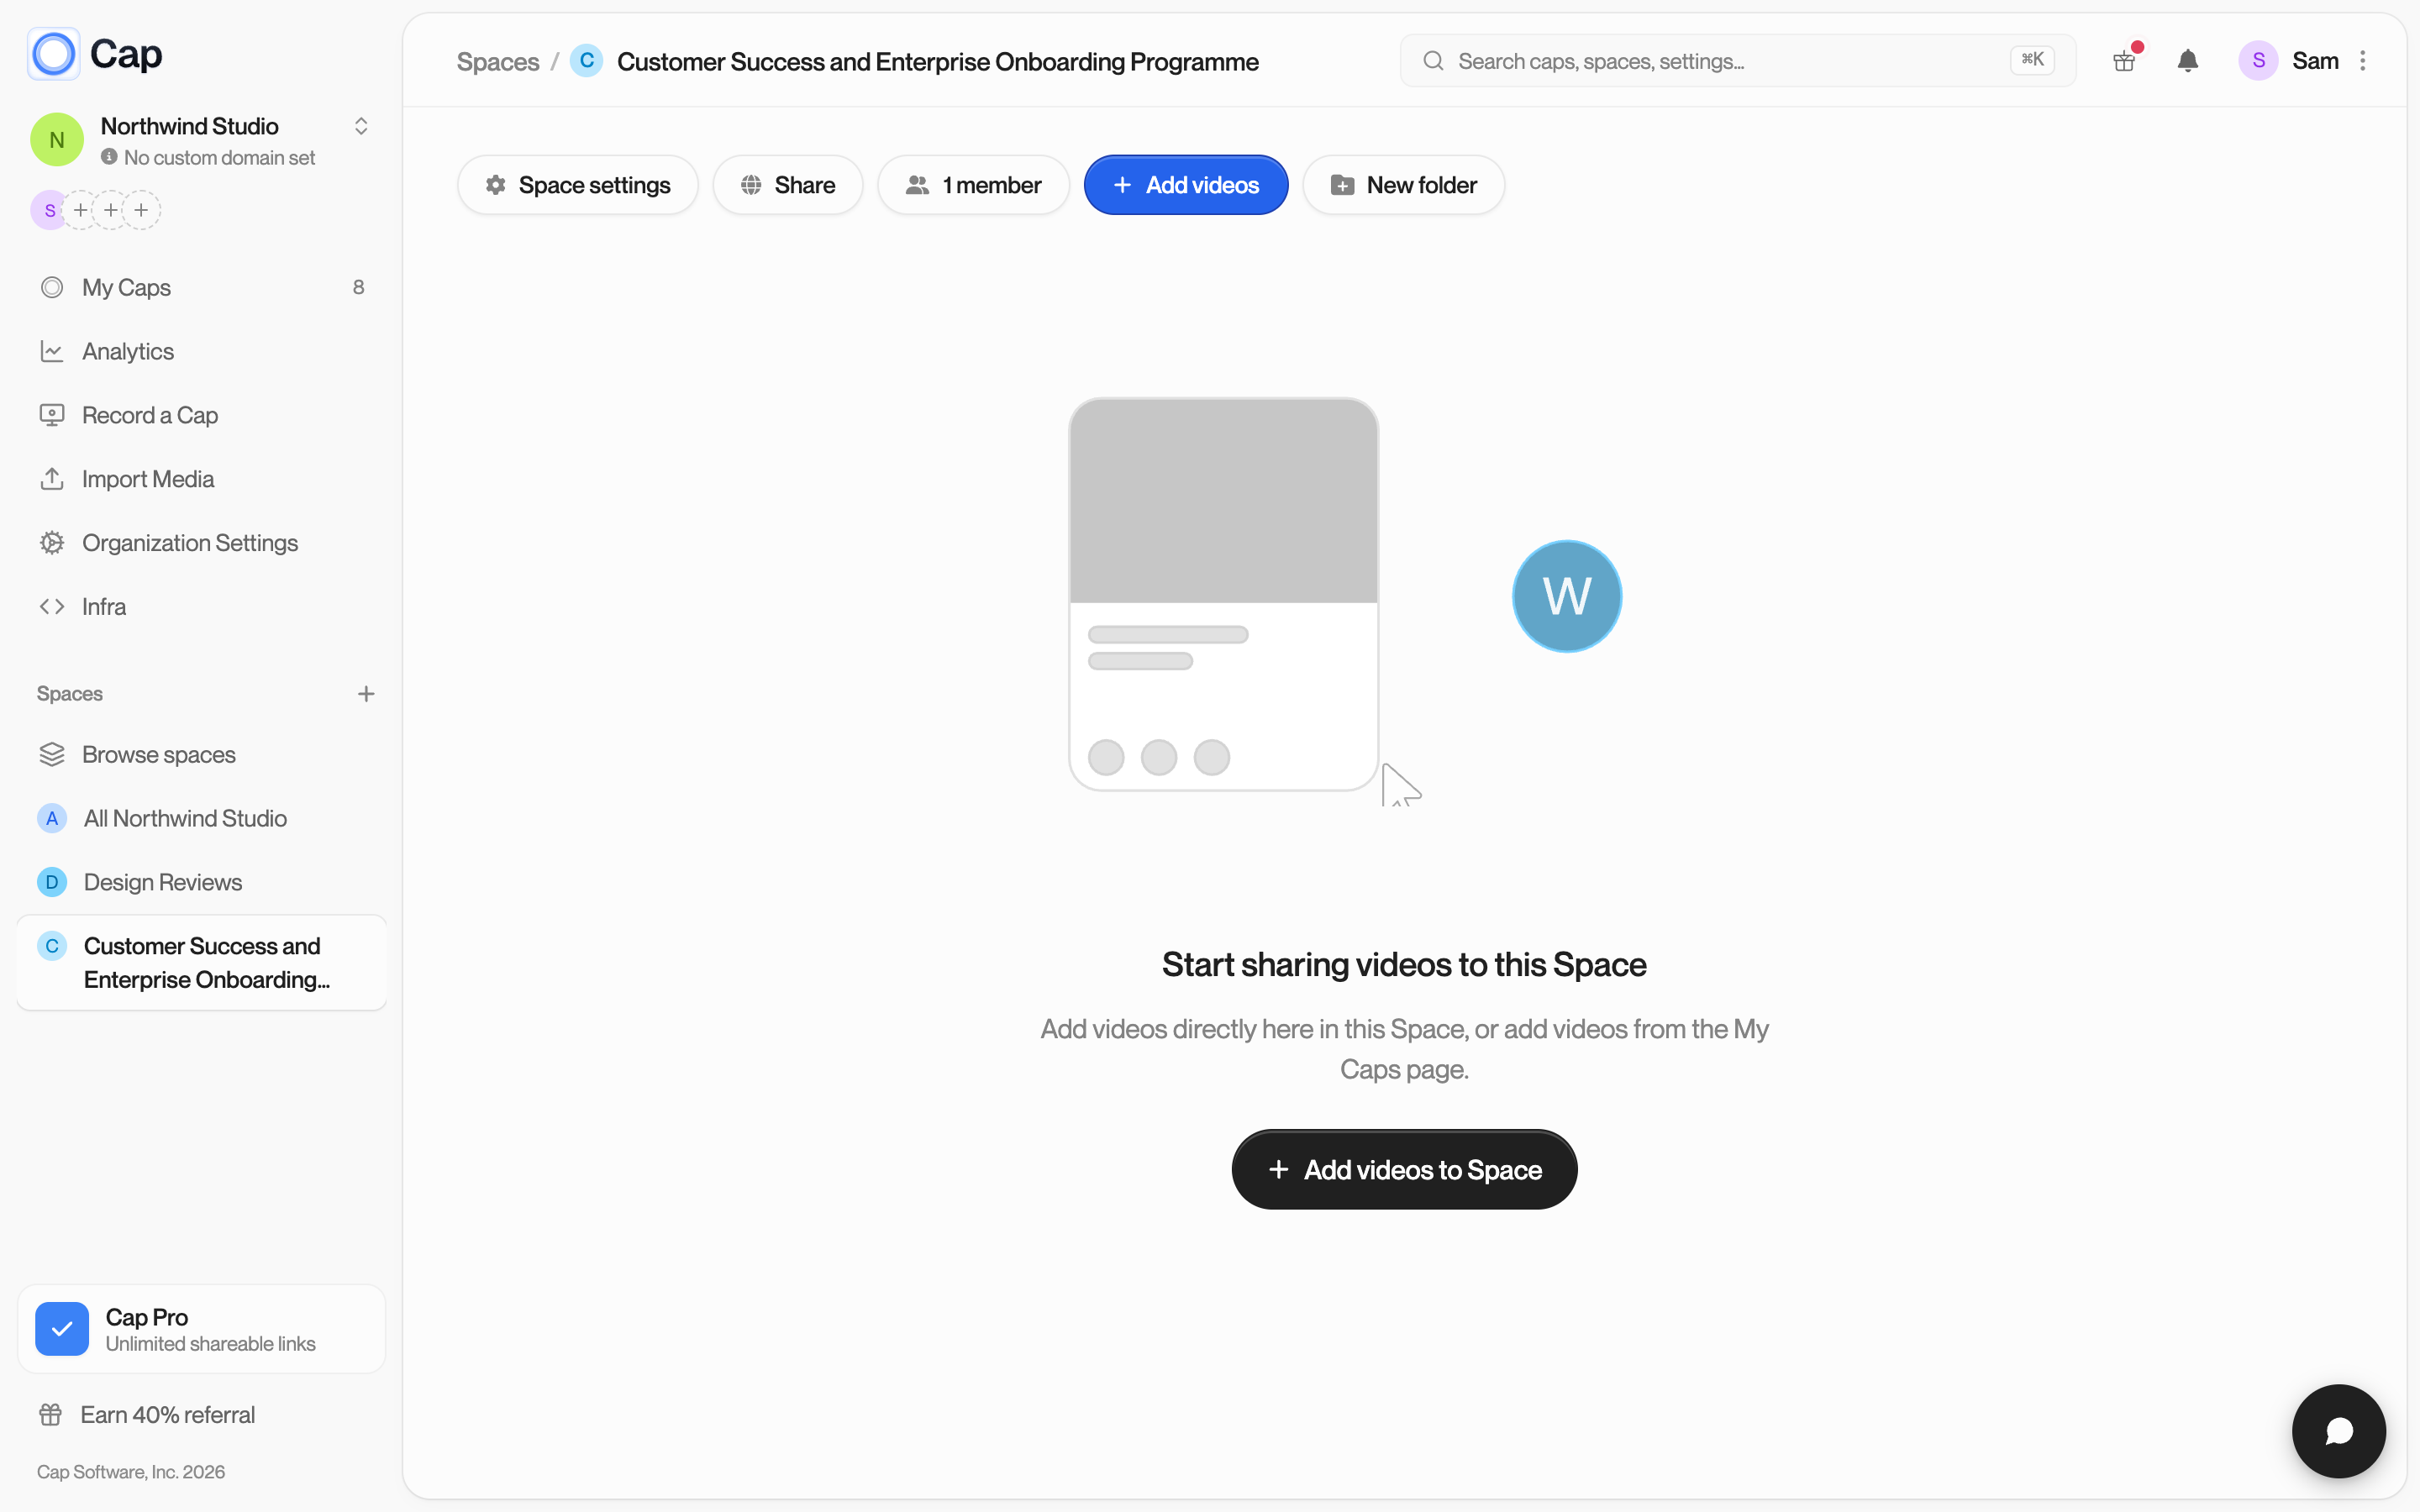 Cap
Northwind Studio
No custom domain set
N
S
My Caps
8
Analytics
Record a Cap
Import Media
Organization Settings
Infra
Spaces
Browse spaces
A
All Northwind Studio
D
Design Reviews
C
Customer Success and
Enterprise Onboarding...
Cap Pro
Unlimited shareable links
Earn 40% referral
Cap Software, Inc. 2026
Spaces / C Customer Success and Enterprise Onboarding Programme
Search caps, spaces, settings...
⌘K
S
Sam
Space settings
Share
1 member
Add videos
New folder
W
Start sharing videos to this Space
Add videos directly here in this Space, or add videos from the My
Caps page.
Add videos to Space